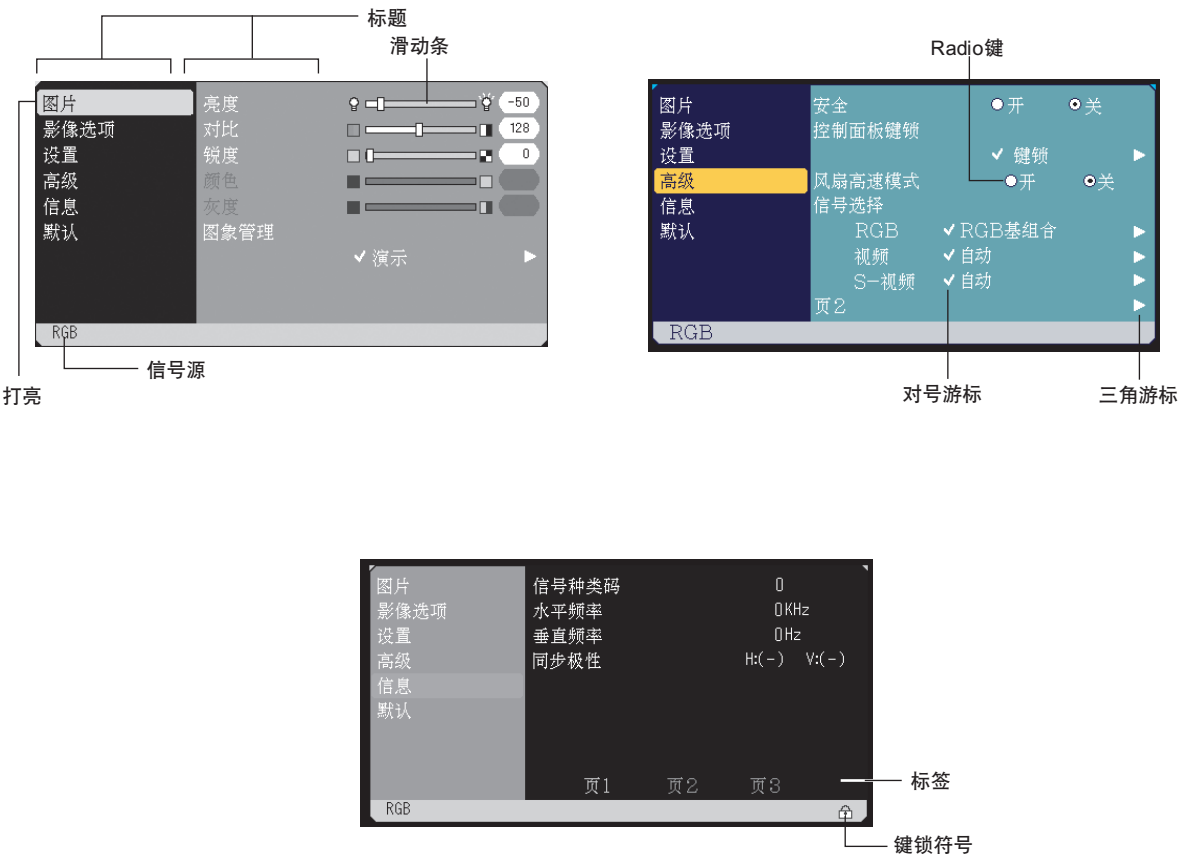 标题
滑动条
图片
影像选项
设置
高级
信息
默认
亮度 -50
对比 128
锐度 0
颜色
灰度
图象管理
演示
RGB
信号源
打亮
Radio键
图片
影像选项
设置
高级
信息
默认
安全 开 关
控制面板键锁
键锁
风扇高速模式 开 关
信号选择
RGB RGB基组合
视频 自动
S-视频 自动
页2
RGB
对号游标
三角游标
图片
影像选项
设置
高级
信息
默认
信号种类码 0
水平频率 0KHz
垂直频率 0Hz
同步极性 H:(-) V:(-)
页1 页2 页3
RGB
标签
键锁符号